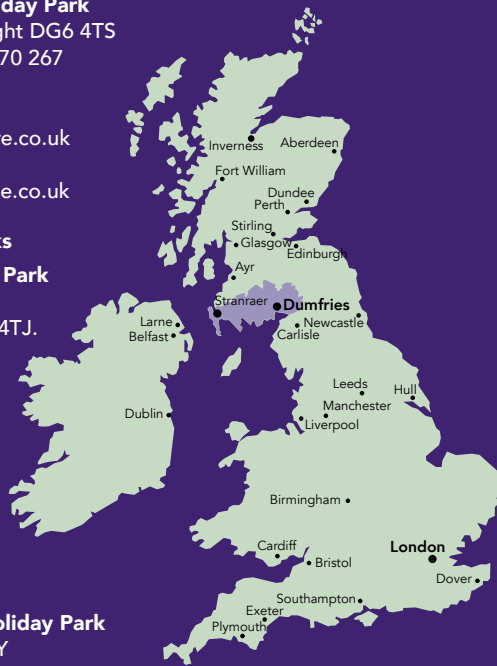 day Park
ght DG6 4TS
70 267
e.co.uk
e.co.uk
ks
Park
4TJ.
oliday Park
Y
Inverness
Aberdeen
Fort William
Dundee
Perth
Stirling
Glasgow
Edinburgh
Ayr
Stranraer
Dumfries
Larne
Newcastle
Belfast
Carlisle
Leeds
Hull
Manchester
Dublin
Liverpool
Birmingham
Cardiff
London
Bristol
Dover
Southampton
Exeter
Plymouth